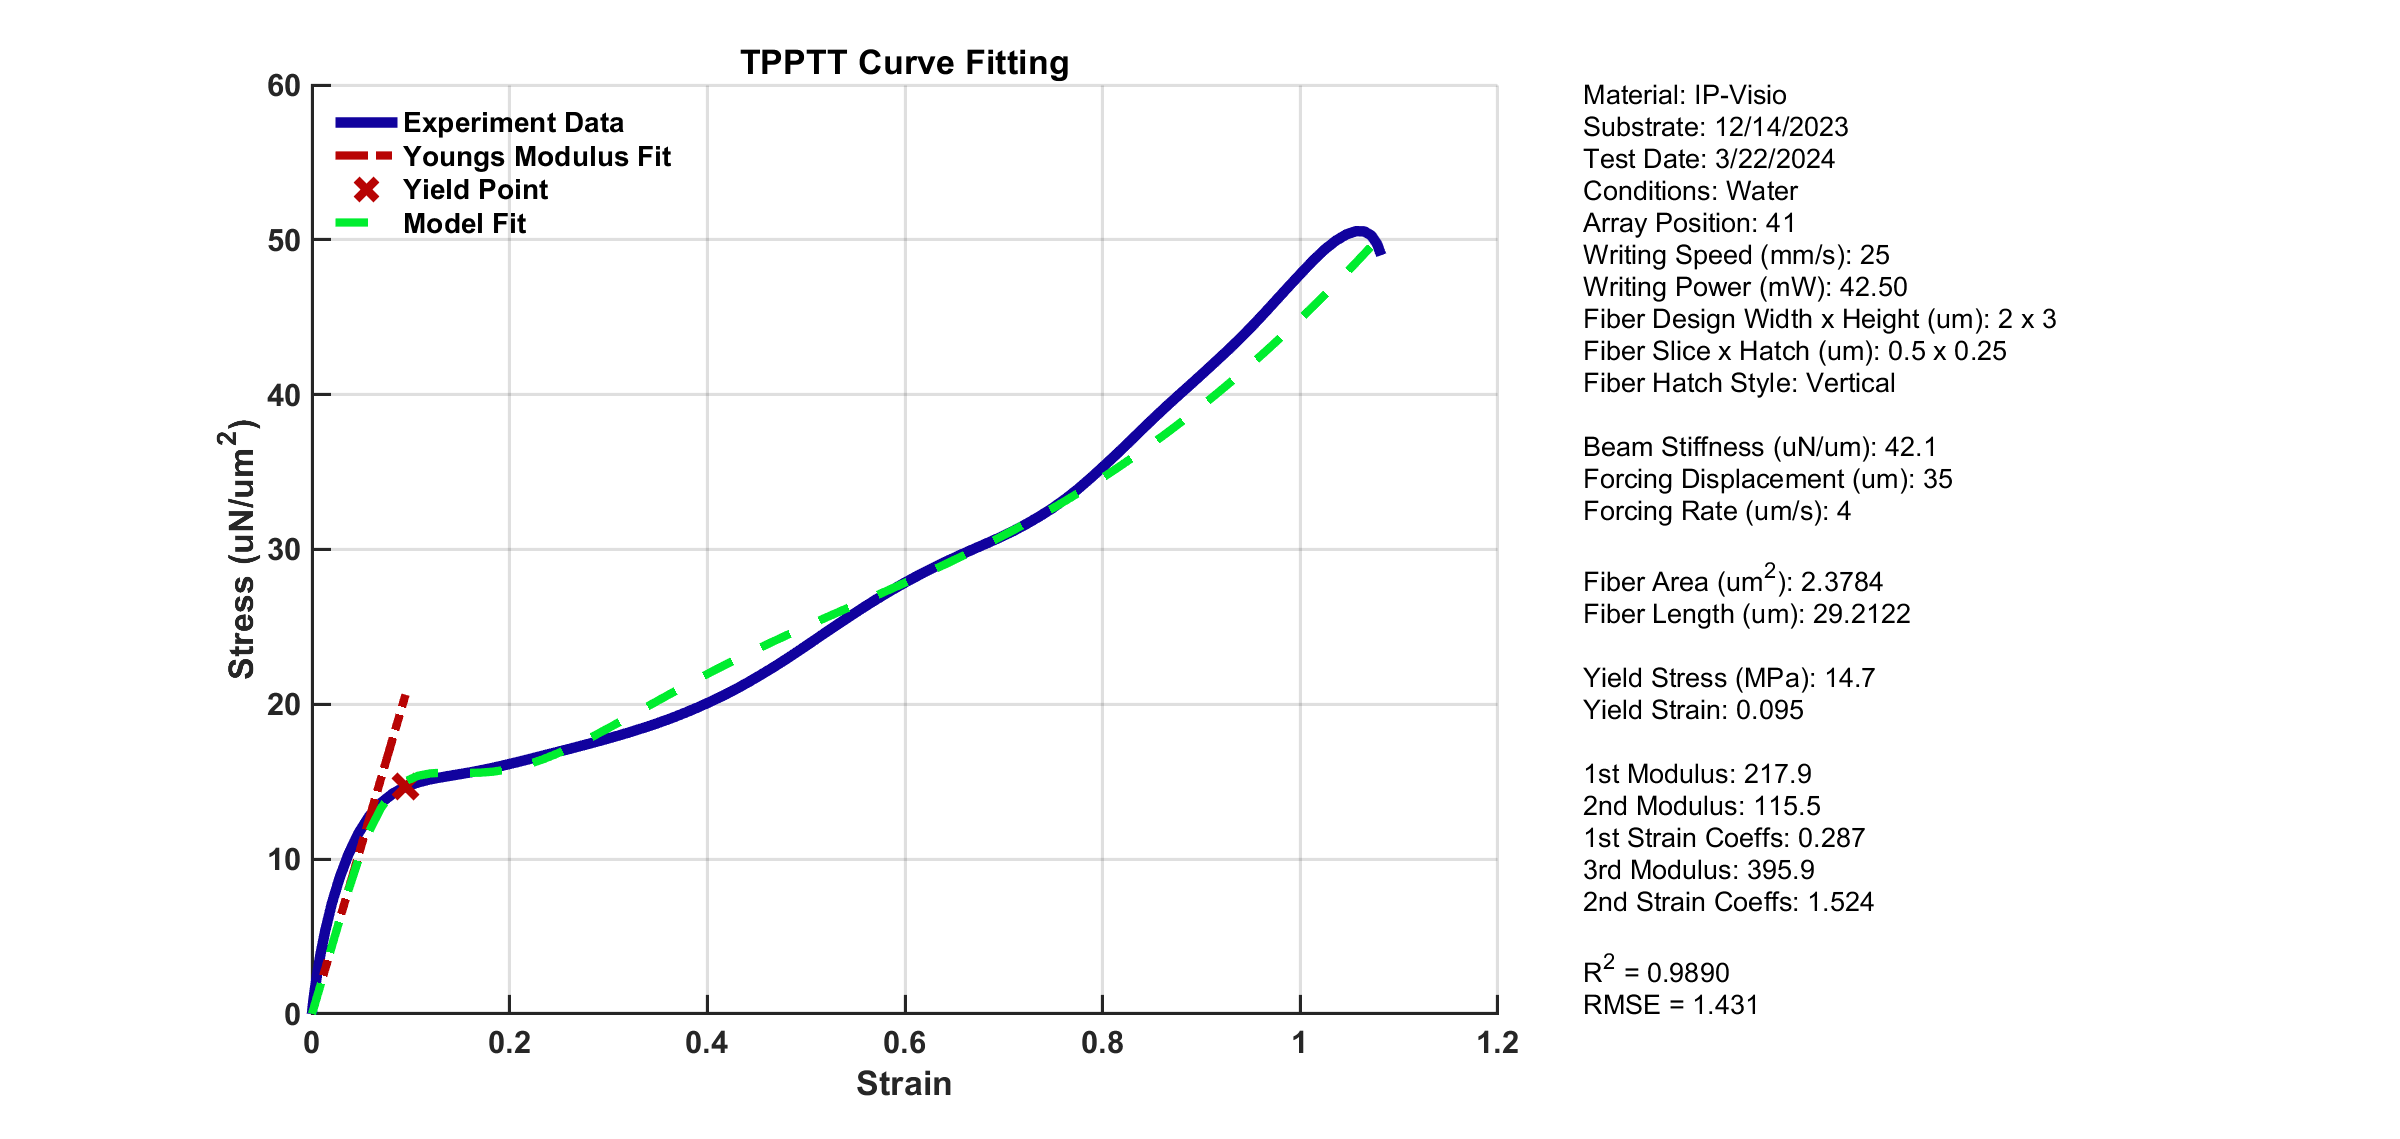 TPPTT Curve Fitting
60
50
40
30
20
10
0
Stress (uN/um²)
Experiment Data
Youngs Modulus Fit
Yield Point
Model Fit
0 0.2 0.4 0.6 0.8 1 1.2
Strain
Material: IP-Visio
Substrate: 12/14/2023
Test Date: 3/22/2024
Conditions: Water
Array Position: 41
Writing Speed (mm/s): 25
Writing Power (mW): 42.50
Fiber Design Width x Height (um): 2 x 3
Fiber Slice x Hatch (um): 0.5 x 0.25
Fiber Hatch Style: Vertical
Beam Stiffness (uN/um): 42.1
Forcing Displacement (um): 35
Forcing Rate (um/s): 4
Fiber Area (um²): 2.3784
Fiber Length (um): 29.2122
Yield Stress (MPa): 14.7
Yield Strain: 0.095
1st Modulus: 217.9
2nd Modulus: 115.5
1st Strain Coeffs: 0.287
3rd Modulus: 395.9
2nd Strain Coeffs: 1.524
R² = 0.9890
RMSE = 1.431